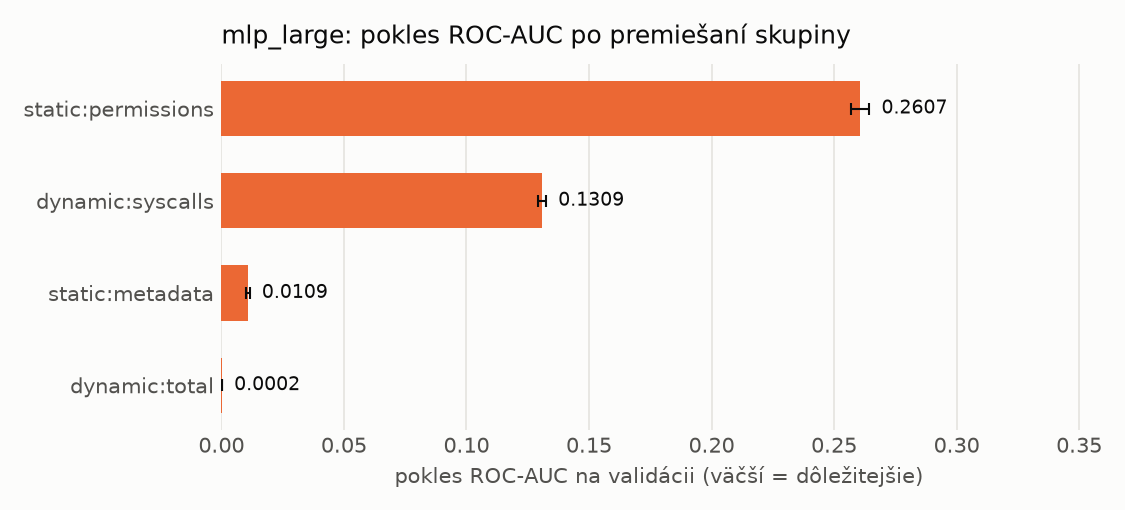 mlp_large: pokles ROC-AUC po premiešaní skupiny
static:permissions 0.2607
dynamic:syscalls 0.1309
static:metadata 0.0109
dynamic:total 0.0002
0.00 0.05 0.10 0.15 0.20 0.25 0.30 0.35
pokles ROC-AUC na validácii (väčší = dôležitejšie)